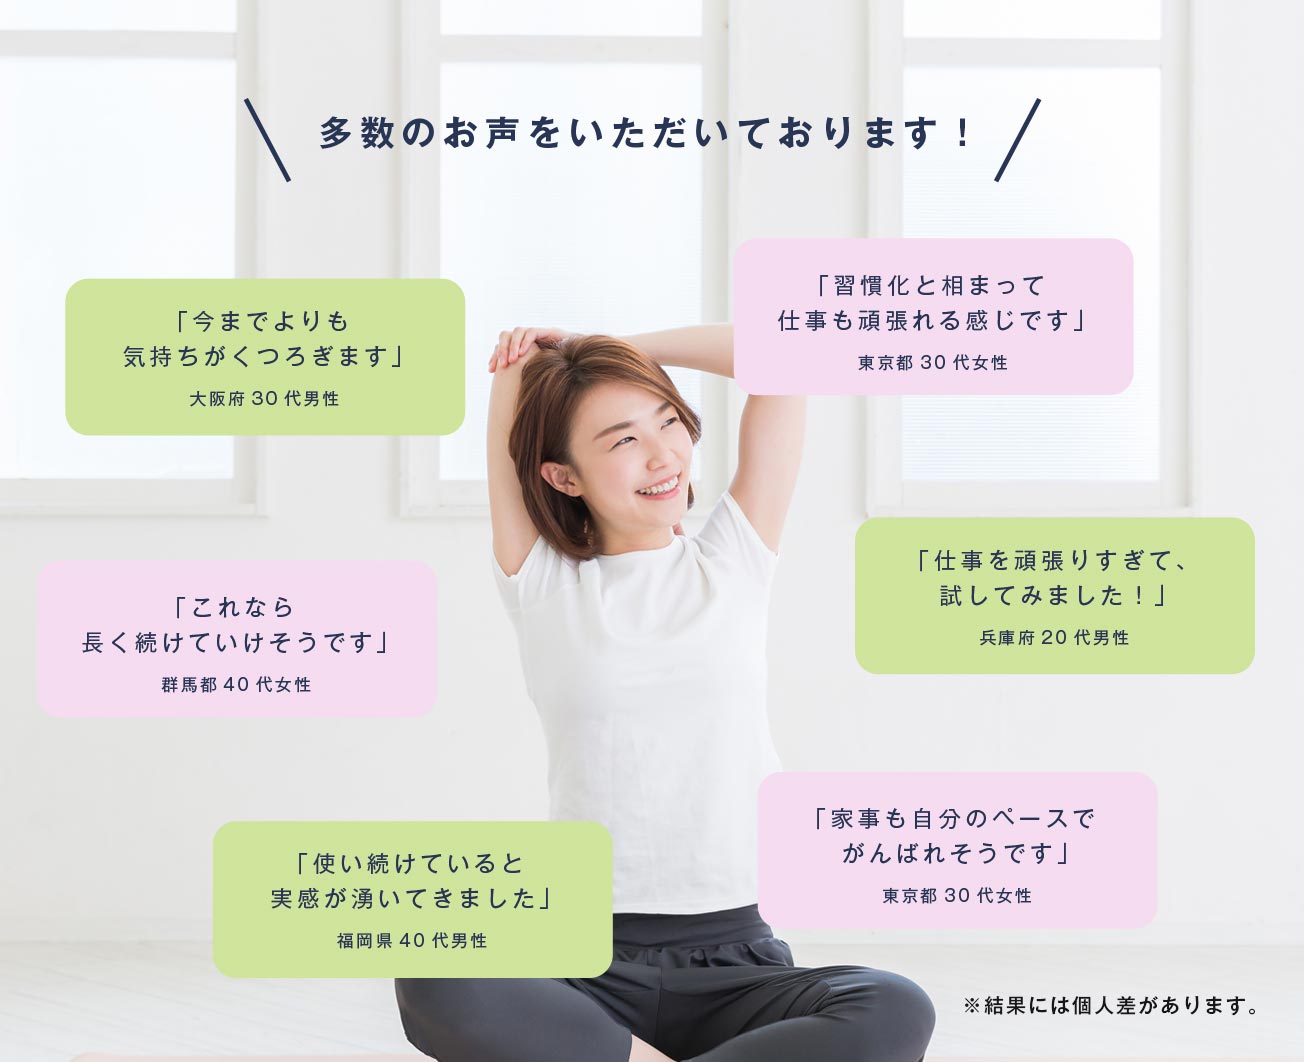 多数のお声をいただいております！
「今までよりも
気持ちがくつろぎます」
大阪府 30 代男性
「習慣化と相まって
仕事も頑張れる感じです」
東京都 30 代女性
「これなら
長く続けていけそうです」
群馬都 40 代女性
「仕事を頑張りすぎて、
試してみました！」
兵庫府 20 代男性
「使い続けていると
実感が湧いてきました」
福岡県 40 代男性
「家事も自分のペースで
がんばれそうです」
東京都 30 代女性
※結果には個人差があります。